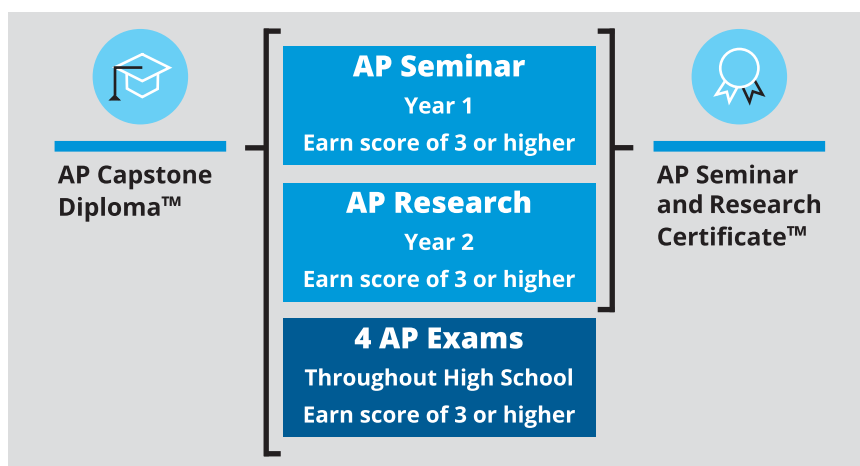 AP Capstone
Diploma™
AP Seminar
Year 1
Earn score of 3 or higher
AP Research
Year 2
Earn score of 3 or higher
4 AP Exams
Throughout High School
Earn score of 3 or higher
AP Seminar
and Research
Certificate™